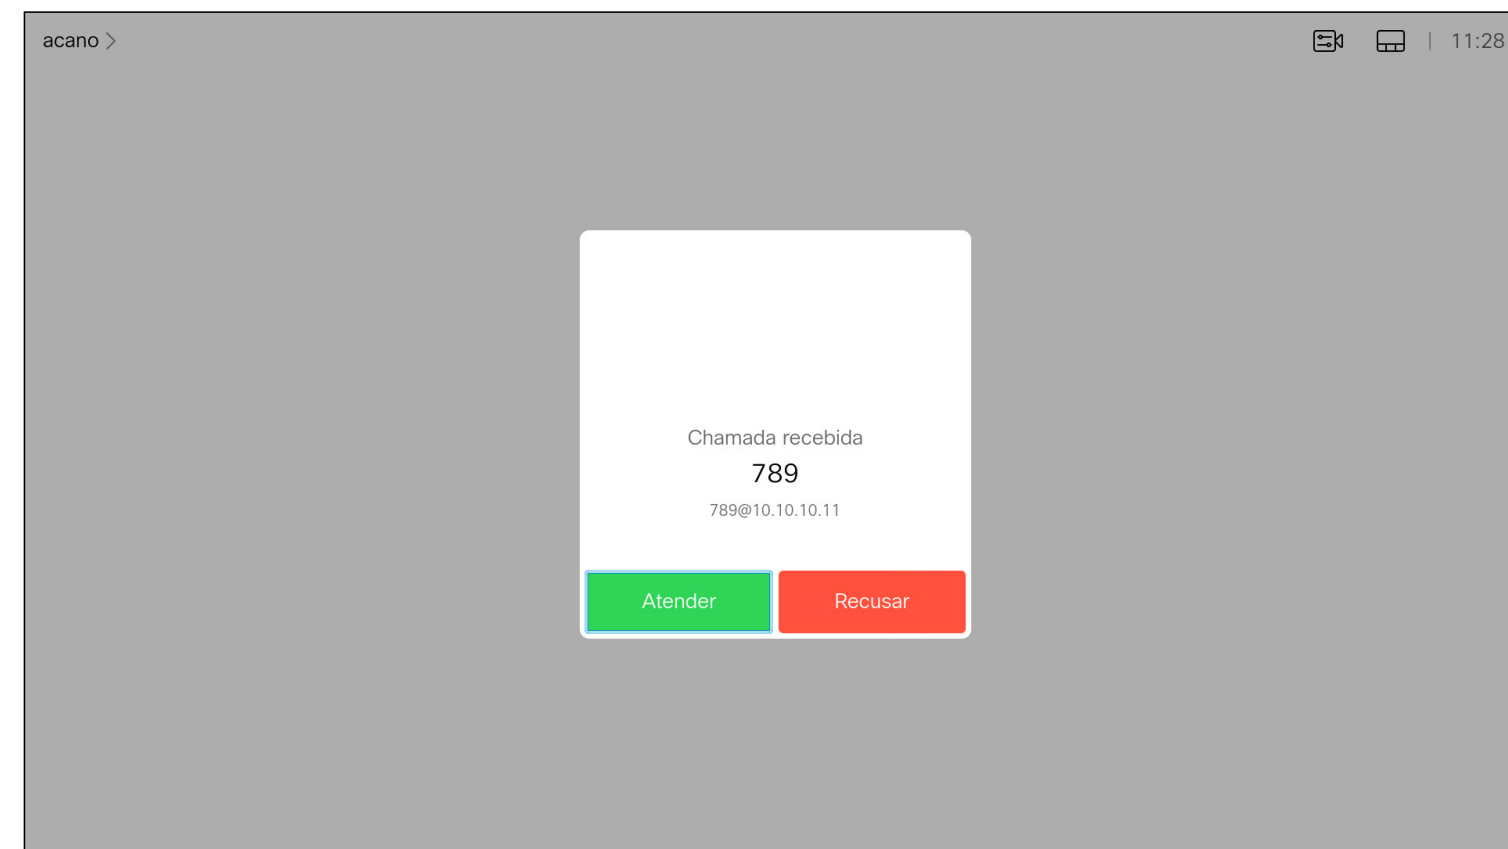 acano
11:28
Chamada recebida
789
789@10.10.10.11
Atender Recusar